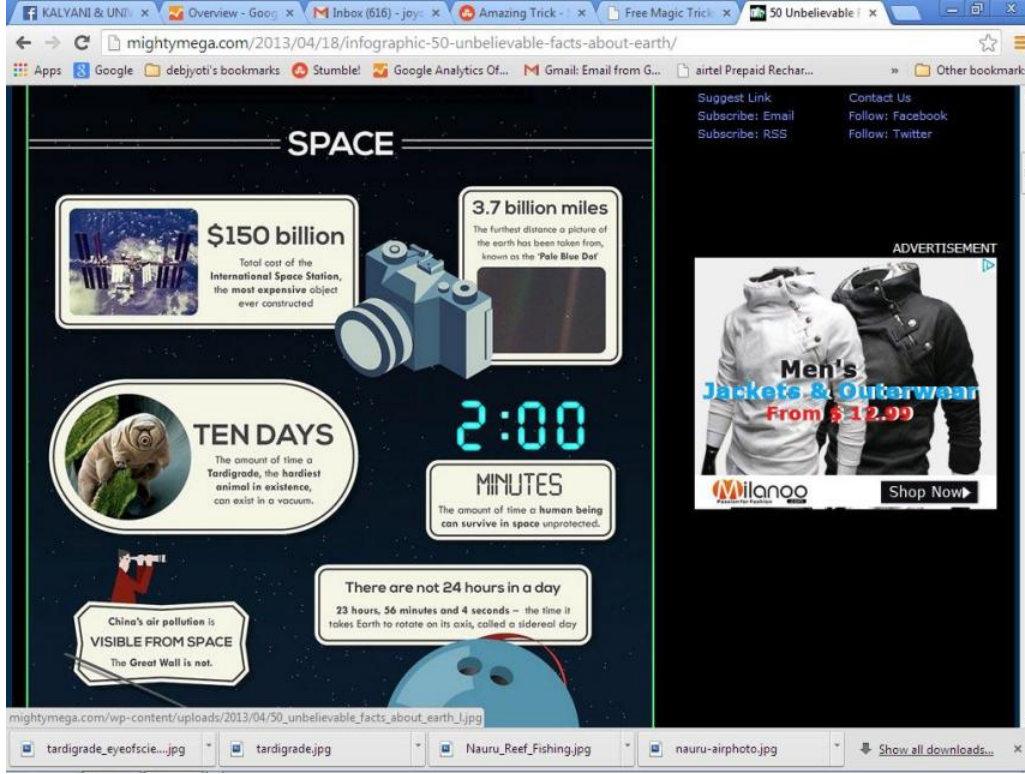 KALYANI & UNIV
Overview - Goog
Inbox (616) - joyc
Amazing Trick -
Free Magic Trick
50 Unbelievable F
mightymega.com/2013/04/18/infographic-50-unbelievable-facts-about-earth/
Apps
Google
debjyoti's bookmarks
Stumble!
Google Analytics Of...
Gmail: Email from G...
airtel Prepaid Rechar...
»
Other bookmark
Suggest Link
Contact Us
Subscribe: Email
Follow: Facebook
Subscribe: RSS
Follow: Twitter
SPACE
$150 billion
Total cost of the
International Space Station,
the most expensive object
ever constructed
3.7 billion miles
The furthest distance a picture of
the earth has been taken from,
known as the 'Pale Blue Dot'
TEN DAYS
The amount of time a
Tardigrade, the hardiest
animal in existence,
can exist in a vacuum.
2:00
MINUTES
The amount of time a human being
can survive in space unprotected.
There are not 24 hours in a day
23 hours, 56 minutes and 4 seconds – the time it
takes Earth to rotate on its axis, called a sidereal day
China's air pollution is
VISIBLE FROM SPACE
The Great Wall is not.
ADVERTISEMENT
Men's
Jackets & Outerwear
From $ 12.99
Milanoo
.com
Passion for Fashion
Shop Now
mightymega.com/wp-content/uploads/2013/04/50_unbelievable_facts_about_earth_l.jpg
tardigrade_eyeofscie....jpg
tardigrade.jpg
Nauru_Reef_Fishing.jpg
nauru-airphoto.jpg
Show all downloads...